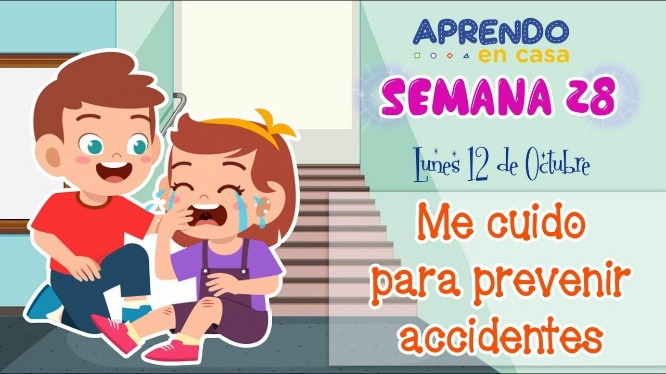 APRENDO
en casa
SEMANA 28
Lunes 12 de Octubre
Me cuido
para prevenir
accidentes